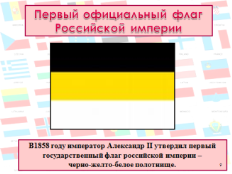 Первый официальный флаг
Российской империи
В1858 году император Александр II утвердил первый
государственный флаг российской империи –
черно-желто-белое полотнище.